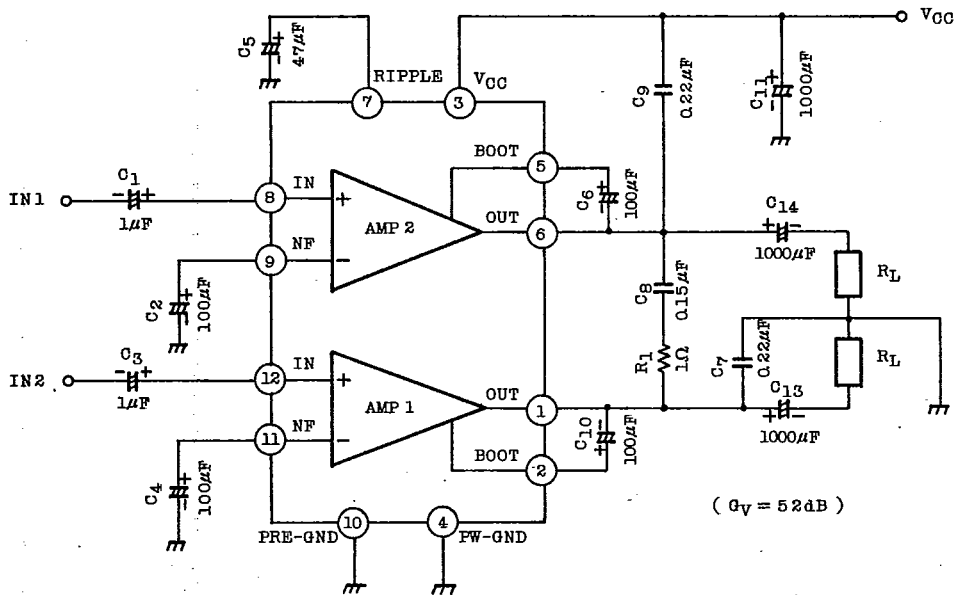 VCC
C5
47µF
RIPPLE
VCC
7
3
C9
0.22µF
C11
1000µF
BOOT
5
C6
100µF
C1
IN1
1µF
8
IN
AMP 2
OUT
6
C14
1000µF
9
NF
C2
100µF
C8
0.15µF
RL
C3
IN2
1µF
12
IN
R1
1Ω
C7
0.22µF
RL
AMP 1
OUT
1
C13
1000µF
11
NF
C10
100µF
C4
100µF
BOOT
2
(GV=52dB)
10
4
PRE-GND
PW-GND